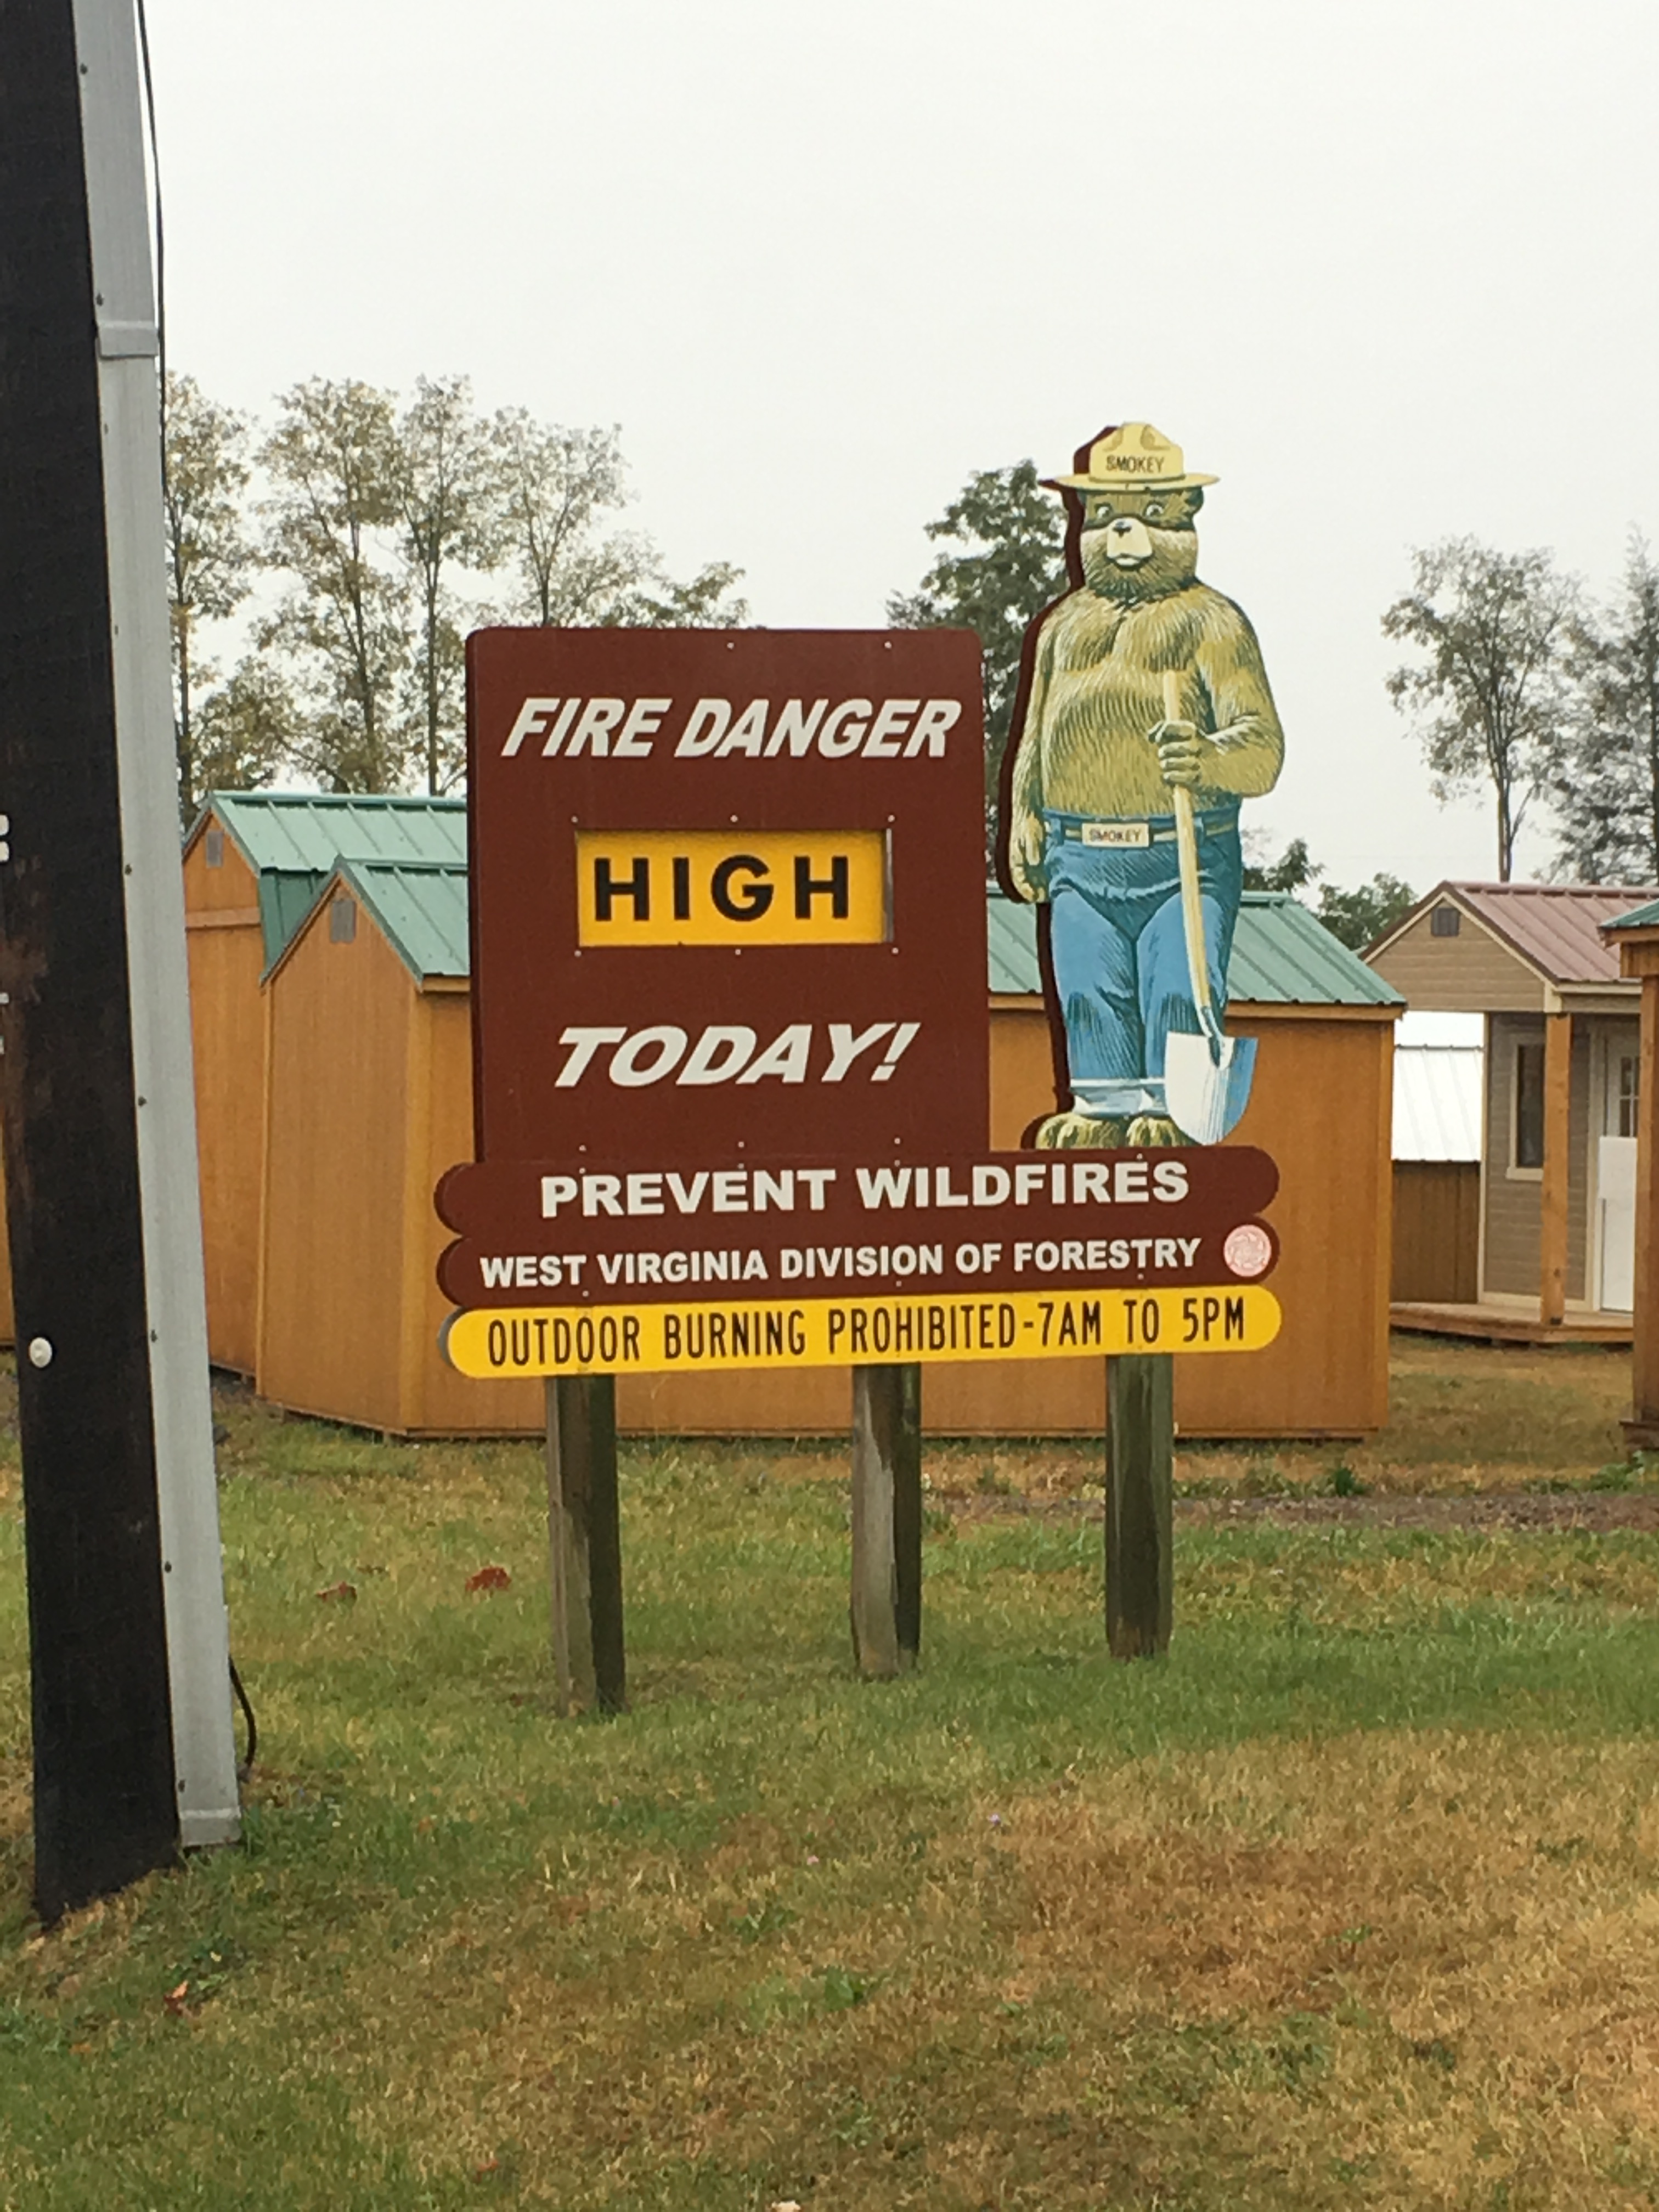 SMOKEY
FIRE DANGER
HIGH
SMOKEY
TODAY!
PREVENT WILDFIRES
WEST VIRGINIA DIVISION OF FORESTRY
OUTDOOR BURNING PROHIBITED-7AM TO 5PM